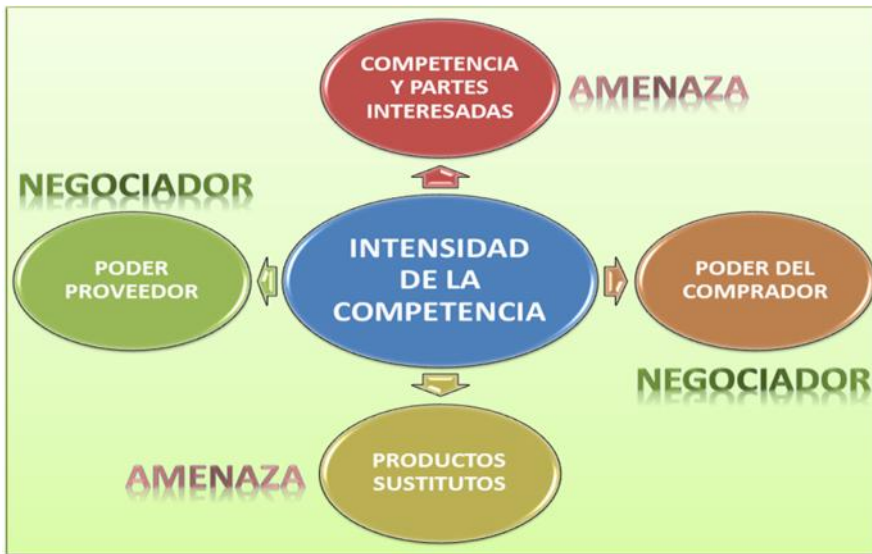 COMPETENCIA
Y PARTES
INTERESADAS
AMENAZA
NEGOCIADOR
PODER
PROVEEDOR
INTENSIDAD
DE LA
COMPETENCIA
PODER DEL
COMPRADOR
NEGOCIADOR
AMENAZA
PRODUCTOS
SUSTITUTOS